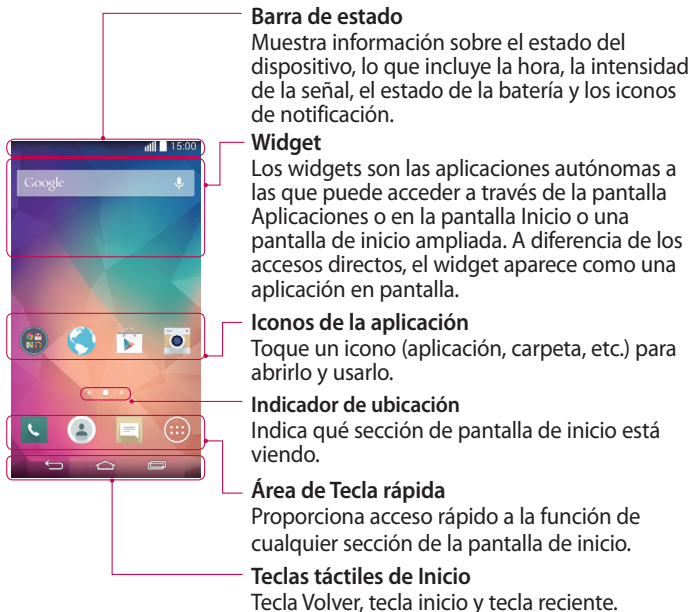 Barra de estado
Muestra información sobre el estado del
dispositivo, lo que incluye la hora, la intensidad
de la señal, el estado de la batería y los iconos
de notificación.
15:00
Google
Widget
Los widgets son las aplicaciones autónomas a
las que puede acceder a través de la pantalla
Aplicaciones o en la pantalla Inicio o una
pantalla de inicio ampliada. A diferencia de los
accesos directos, el widget aparece como una
aplicación en pantalla.
Iconos de la aplicación
Toque un icono (aplicación, carpeta, etc.) para
abrirlo y usarlo.
Indicador de ubicación
Indica qué sección de pantalla de inicio está
viendo.
Área de Tecla rápida
Proporciona acceso rápido a la función de
cualquier sección de la pantalla de inicio.
Teclas táctiles de Inicio
Tecla Volver, tecla inicio y tecla reciente.